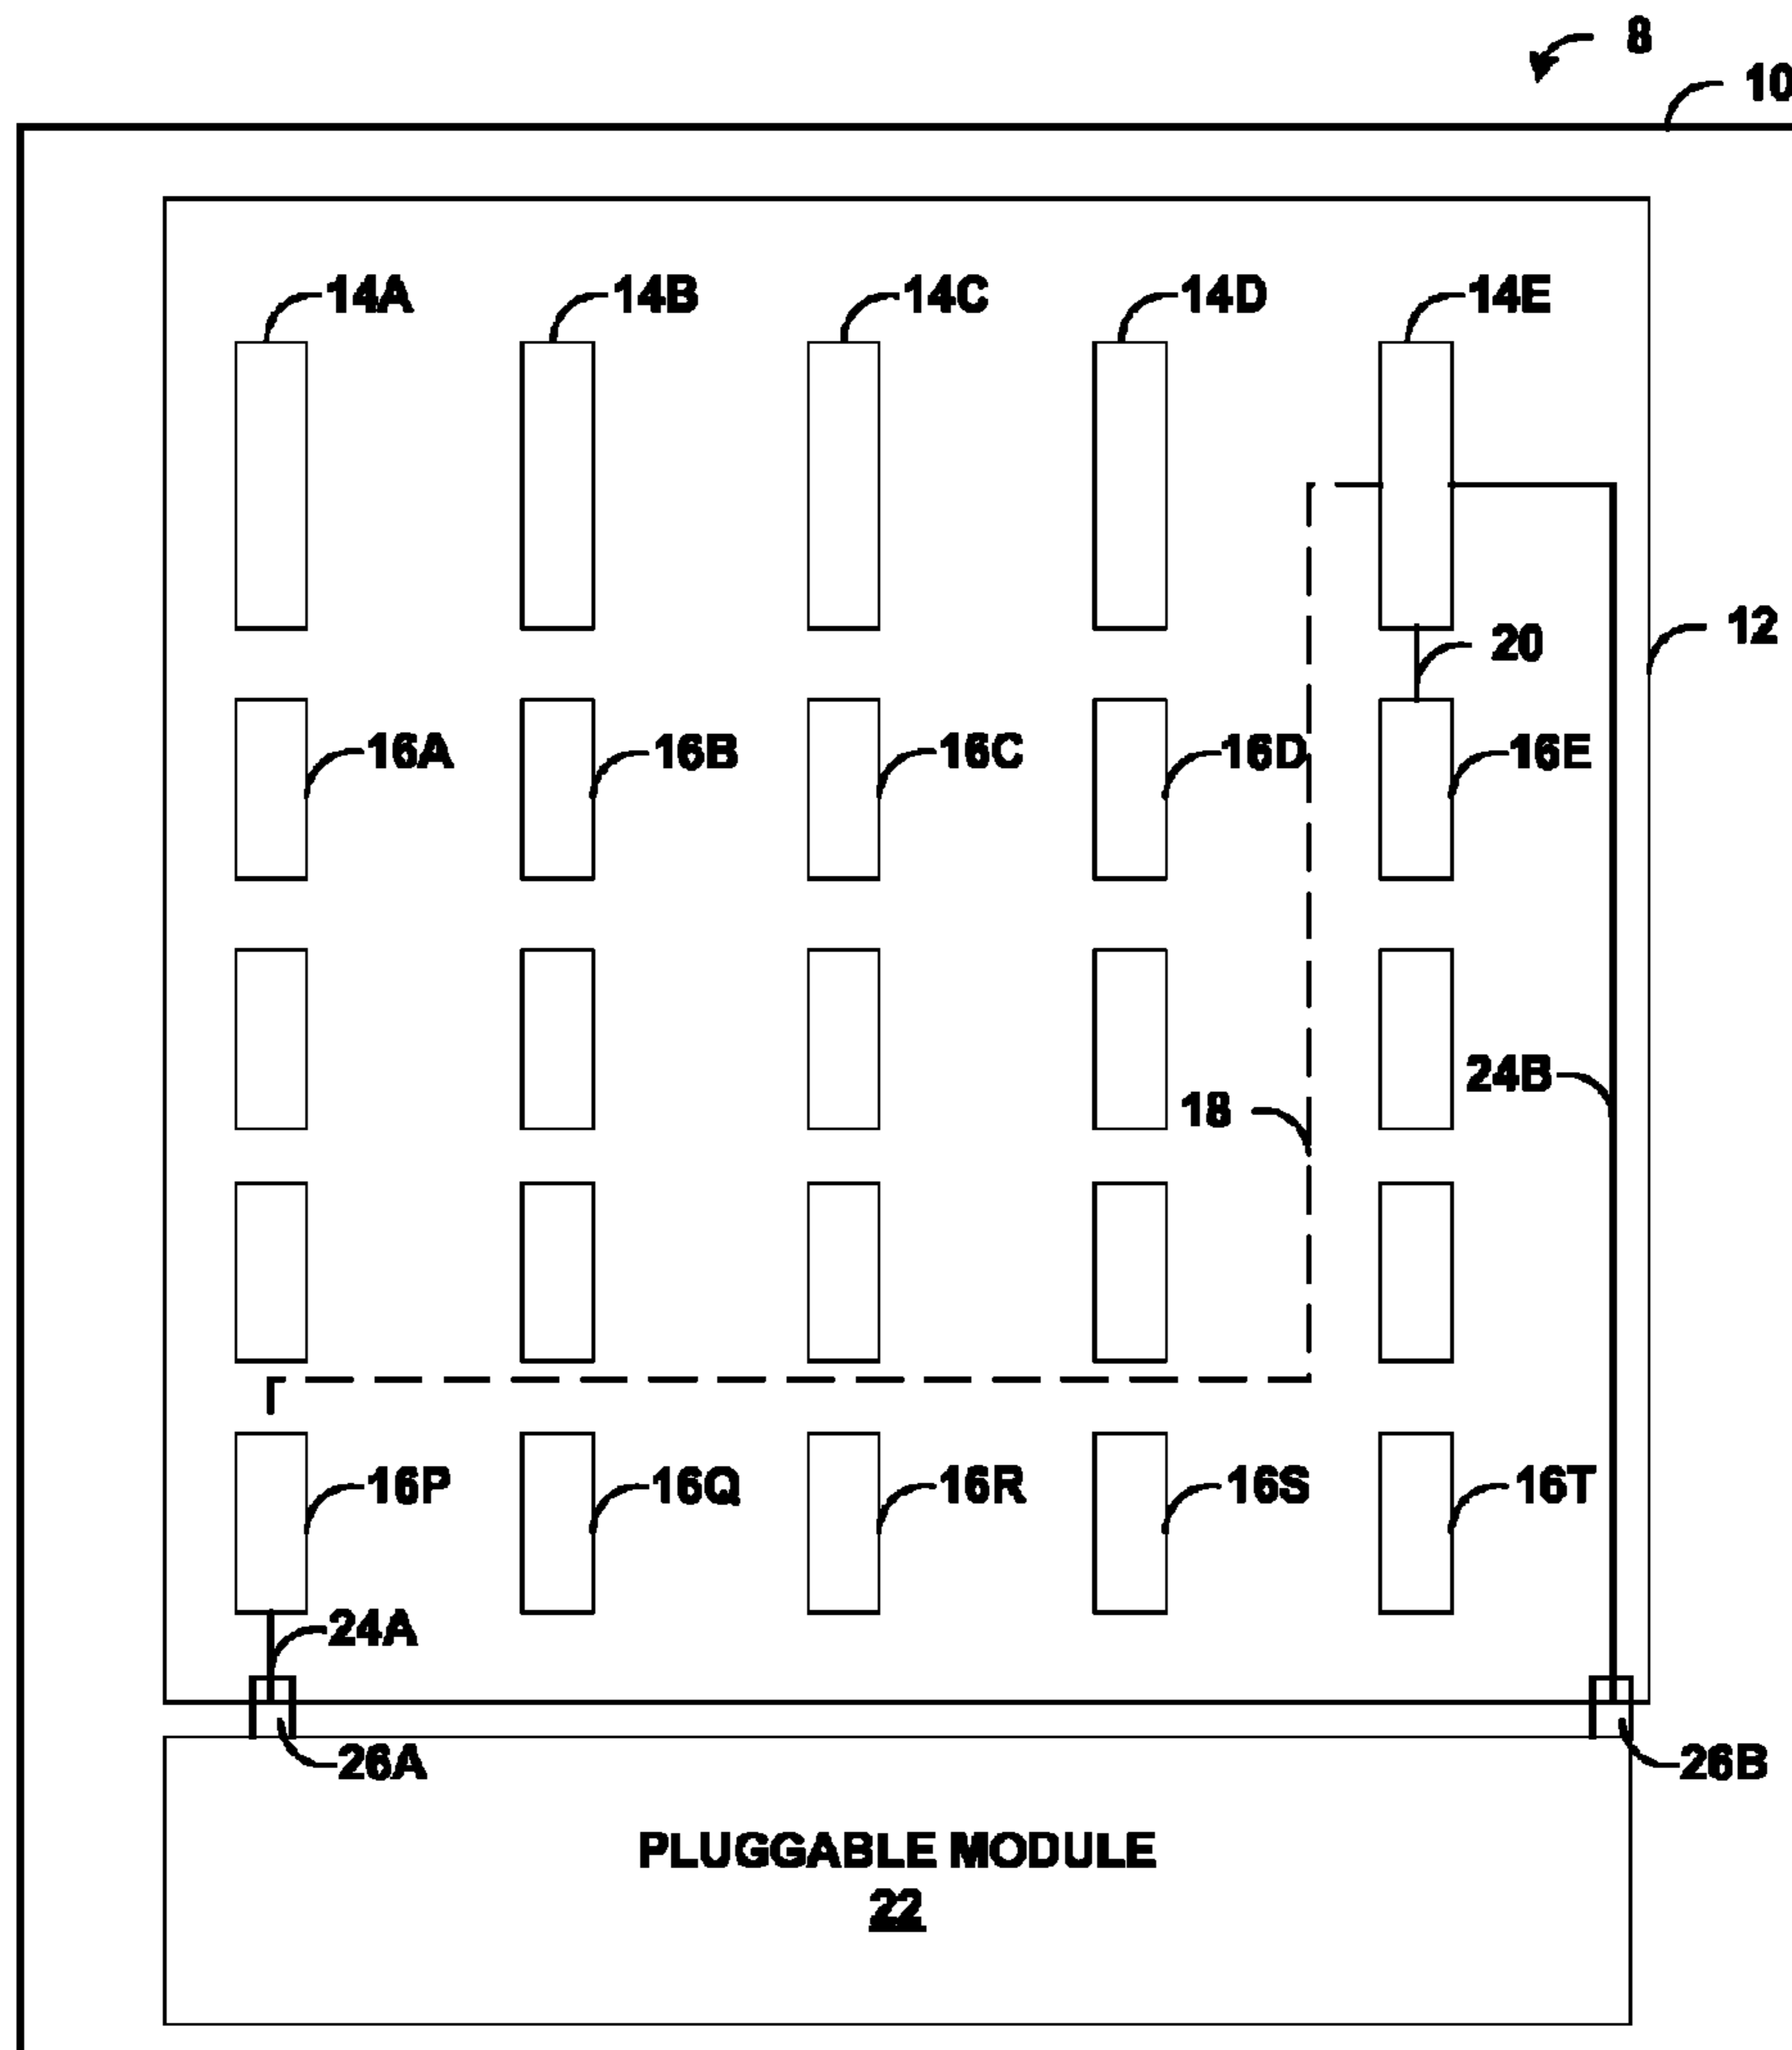 8
10
14A 14B 14C 14D 14E
12
20
16A 16B 16C 16D 16E
24B
18
16P 16Q 16R 16S 16T
24A
26A 26B
PLUGGABLE MODULE
22